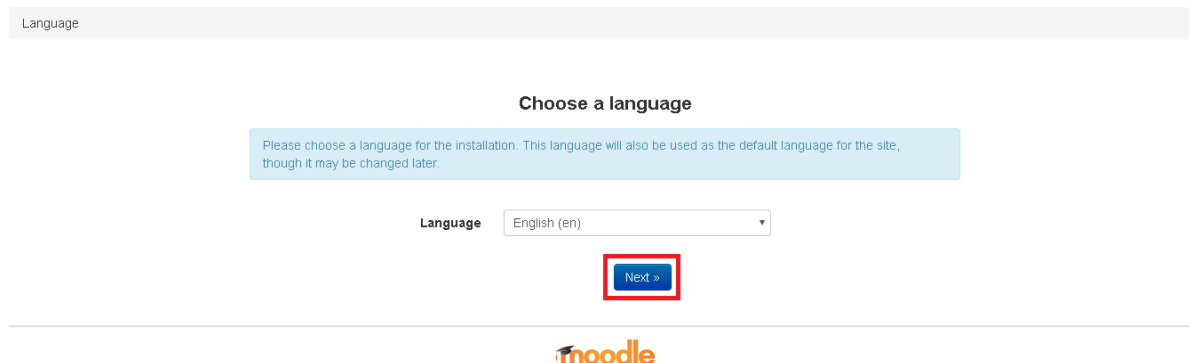 Language
Choose a language
Please choose a language for the installation. This language will also be used as the default language for the site,
though it may be changed later.
Language English (en)
Next »
moodle